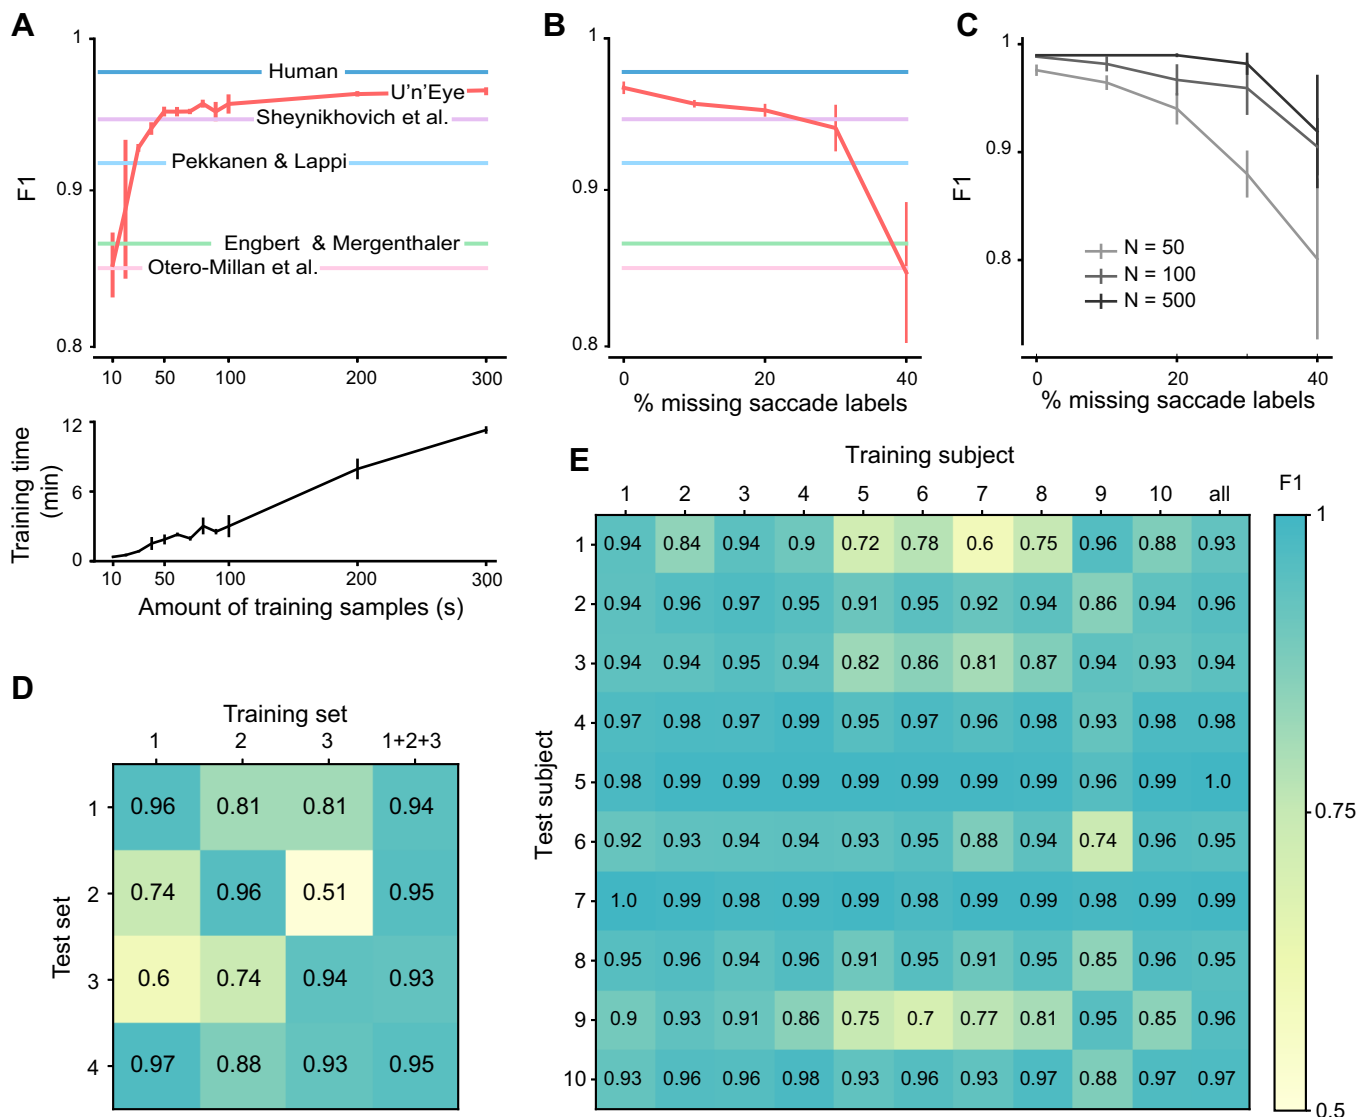 A
1
0.9
0.8
F1
Human
U'n'Eye
Sheynikhovich et al.
Pekkanen & Lappi
Engbert & Mergenthaler
Otero-Millan et al.
10 50 100 200 300
12
6
0
Training time
(min)
10 50 100 200 300
Amount of training samples (s)
B
1
0.9
0.8
0 20 40
% missing saccade labels
C
1
0.9
0.8
F1
N = 50
N = 100
N = 500
0 20 40
% missing saccade labels
D
Training set
1 2 3 1+2+3
Test set
1 0.96 0.81 0.81 0.94
2 0.74 0.96 0.51 0.95
3 0.6 0.74 0.94 0.93
4 0.97 0.88 0.93 0.95
E
Training subject
1 2 3 4 5 6 7 8 9 10 all
Test subject
1 0.94 0.84 0.94 0.9 0.72 0.78 0.6 0.75 0.96 0.88 0.93
2 0.94 0.96 0.97 0.95 0.91 0.95 0.92 0.94 0.86 0.94 0.96
3 0.94 0.94 0.95 0.94 0.82 0.86 0.81 0.87 0.94 0.93 0.94
4 0.97 0.98 0.97 0.99 0.95 0.97 0.96 0.98 0.93 0.98 0.98
5 0.98 0.99 0.99 0.99 0.99 0.99 0.99 0.99 0.96 0.99 1.0
6 0.92 0.93 0.94 0.94 0.93 0.95 0.88 0.94 0.74 0.96 0.95
7 1.0 0.99 0.98 0.99 0.99 0.98 0.99 0.99 0.98 0.99 0.99
8 0.95 0.96 0.94 0.96 0.91 0.95 0.91 0.95 0.85 0.96 0.95
9 0.9 0.93 0.91 0.86 0.75 0.7 0.77 0.81 0.95 0.85 0.96
10 0.93 0.96 0.96 0.98 0.93 0.96 0.93 0.97 0.88 0.97 0.97
F1
1
0.75
0.5